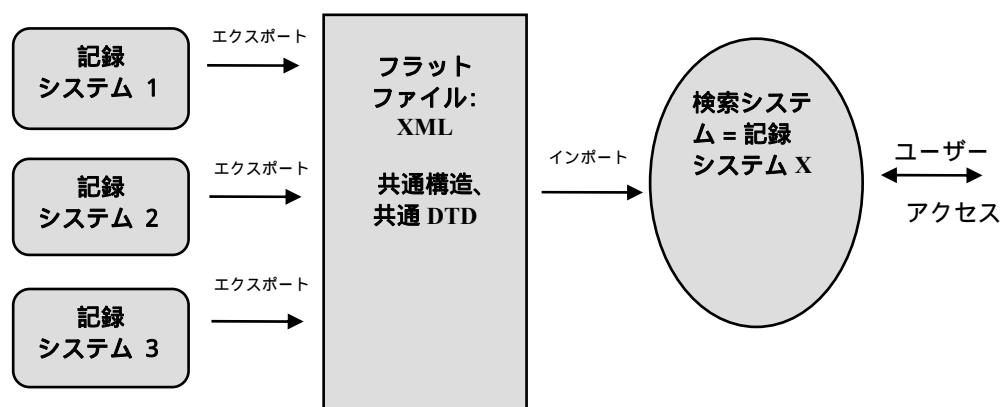 記録
システム 1
エクスポート
記録
システム 2
エクスポート
記録
システム 3
エクスポート
フラット
ファイル:
XML
共通構造、
共通 DTD
インポート
検索システ
ム = 記録
システム X
ユーザー
アクセス